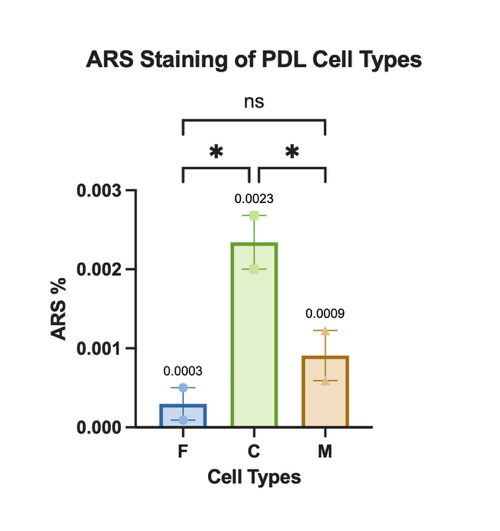 ARS Staining of PDL Cell Types
ns
* *
0.003
0.0023
0.002
0.0009
0.001
0.0003
0.000
ARS %
F C M
Cell Types